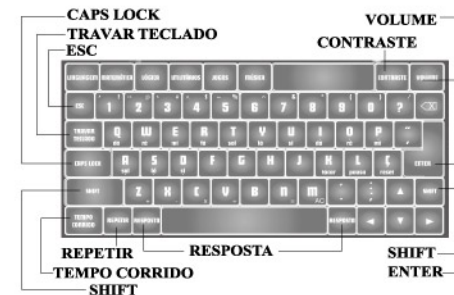 CAPS LOCK
VOLUME
TRAVAR TECLADO
CONTRASTE
ESC
LINGUAGEM MATEMÁTICA LÓGICA MEMÓRIA JOGOS MÚSICA CONTRASTE VOLUME
ESC 1 2 3 4 5 6 7 8 9 0 ?
TRAVAR TECLADO Q W E R T Y U I O P
CAPS LOCK A S D F G H J K L Ç ENTER
SHIFT Z X C V B N M SHIFT
TEMPO CORRIDO REPETIR RESPOSTA RESPOSTA
REPETIR
RESPOSTA
SHIFT
TEMPO CORRIDO
ENTER
SHIFT